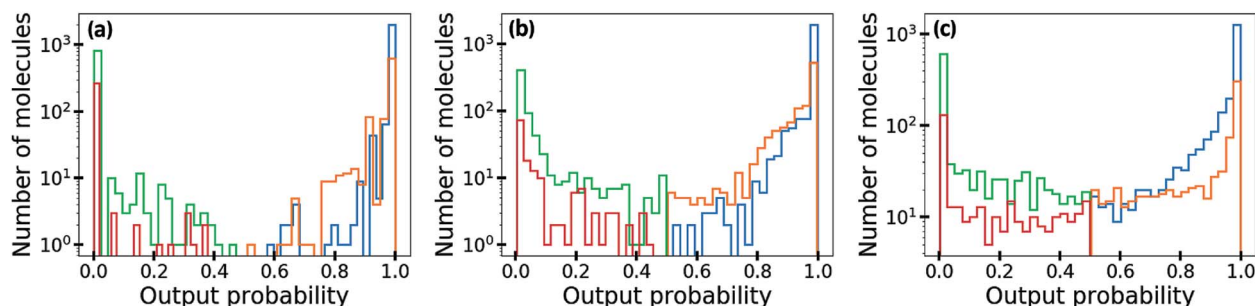 (a)
Number of molecules
10³
10²
10¹
10⁰
0.0 0.2 0.4 0.6 0.8 1.0
Output probability
(b)
Number of molecules
10³
10²
10¹
10⁰
0.0 0.2 0.4 0.6 0.8 1.0
Output probability
(c)
Number of molecules
10³
10²
10¹
0.0 0.2 0.4 0.6 0.8 1.0
Output probability